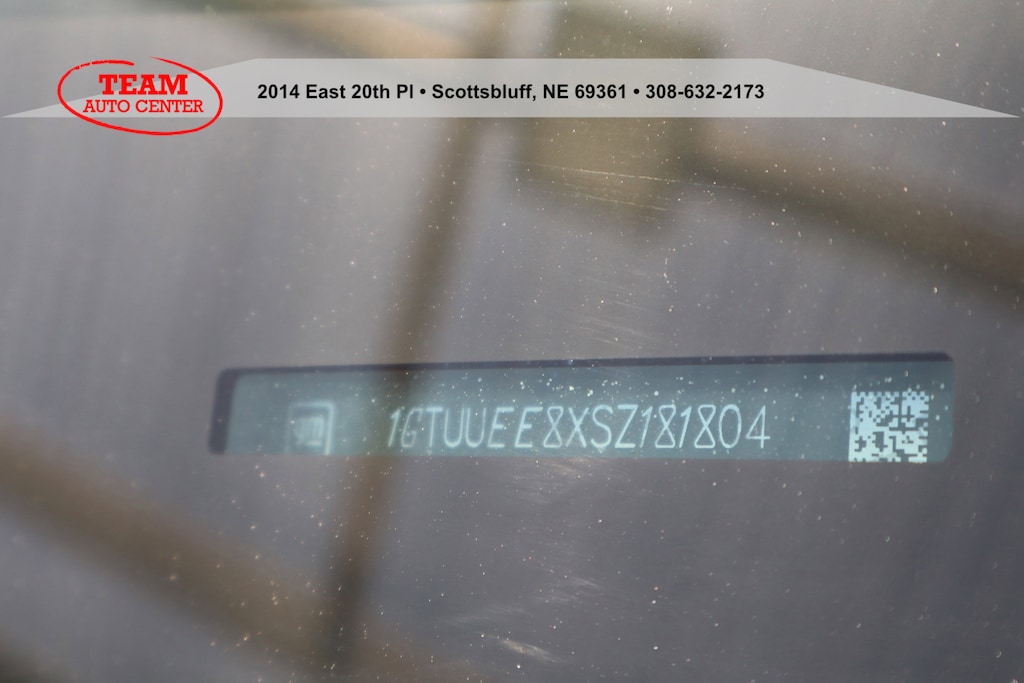 TEAM
AUTO CENTER
2014 East 20th Pl • Scottsbluff, NE 69361 • 308-632-2173
1GTUUEE8XSZ181804